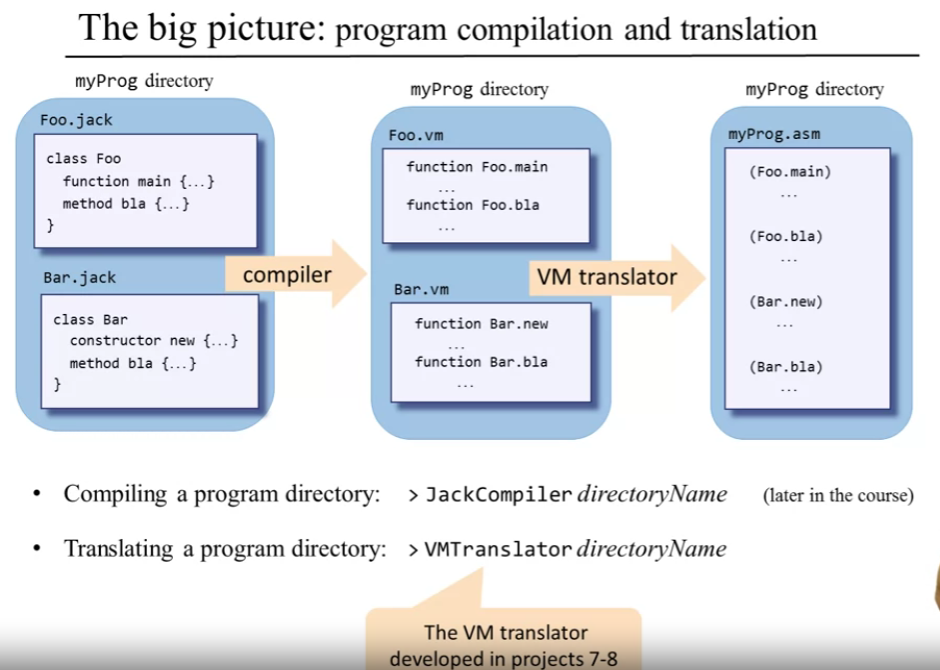 The big picture: program compilation and translation
myProg directory
Foo.jack
class Foo
function main {...}
method bla {...}
}
Bar.jack
class Bar
constructor new {...}
method bla {...}
}
compiler
myProg directory
Foo.vm
function Foo.main
...
function Foo.bla
...
Bar.vm
function Bar.new
...
function Bar.bla
...
VM translator
myProg directory
myProg.asm
(Foo.main)
...
(Foo.bla)
...
(Bar.new)
...
(Bar.bla)
...
• Compiling a program directory: > JackCompiler directoryName (later in the course)
• Translating a program directory: > VMTranslator directoryName
The VM translator
developed in projects 7-8